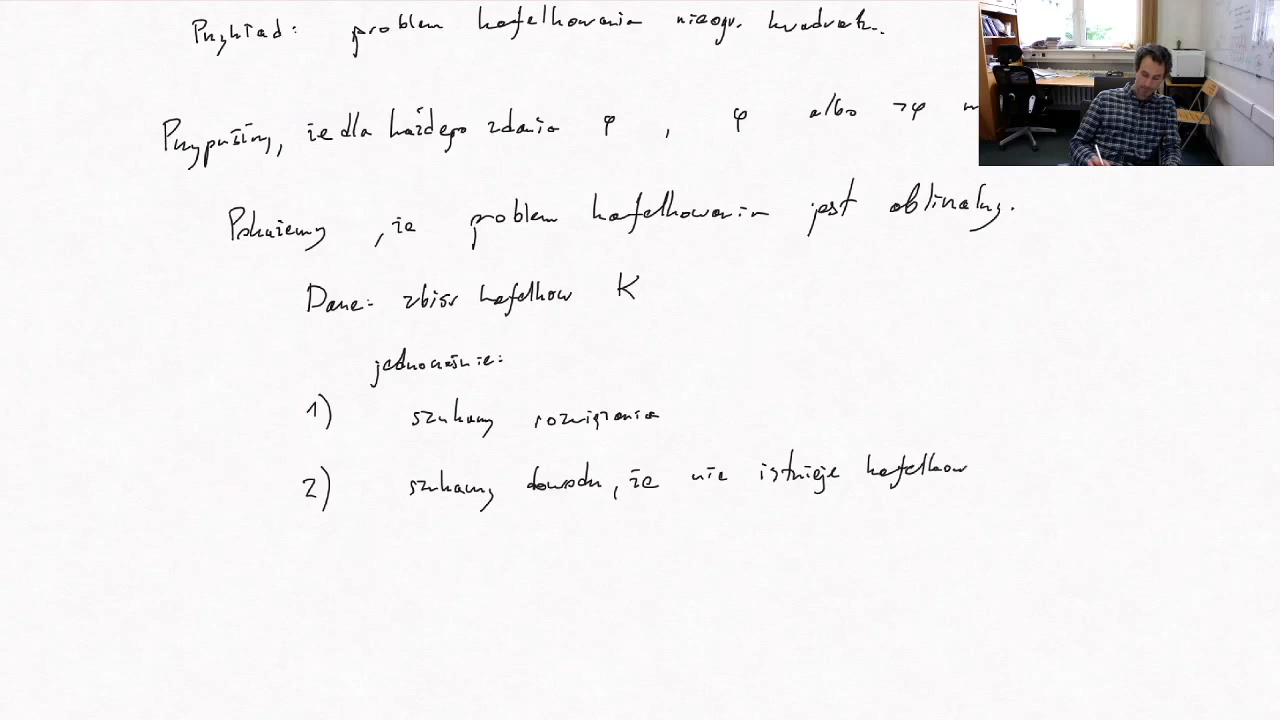 Przykład: problem kafelkowania nieogr. kwadrat..
Przypuśćmy, że dla każdego zdania φ, φ albo ¬φ m
Pokażemy, że problem kafelkowania jest obliczalny.
Dane: zbiór kafelków K
jednocześnie:
1) szukamy rozwiązania
2) szukamy dowodu, że nie istnieje kafelkow